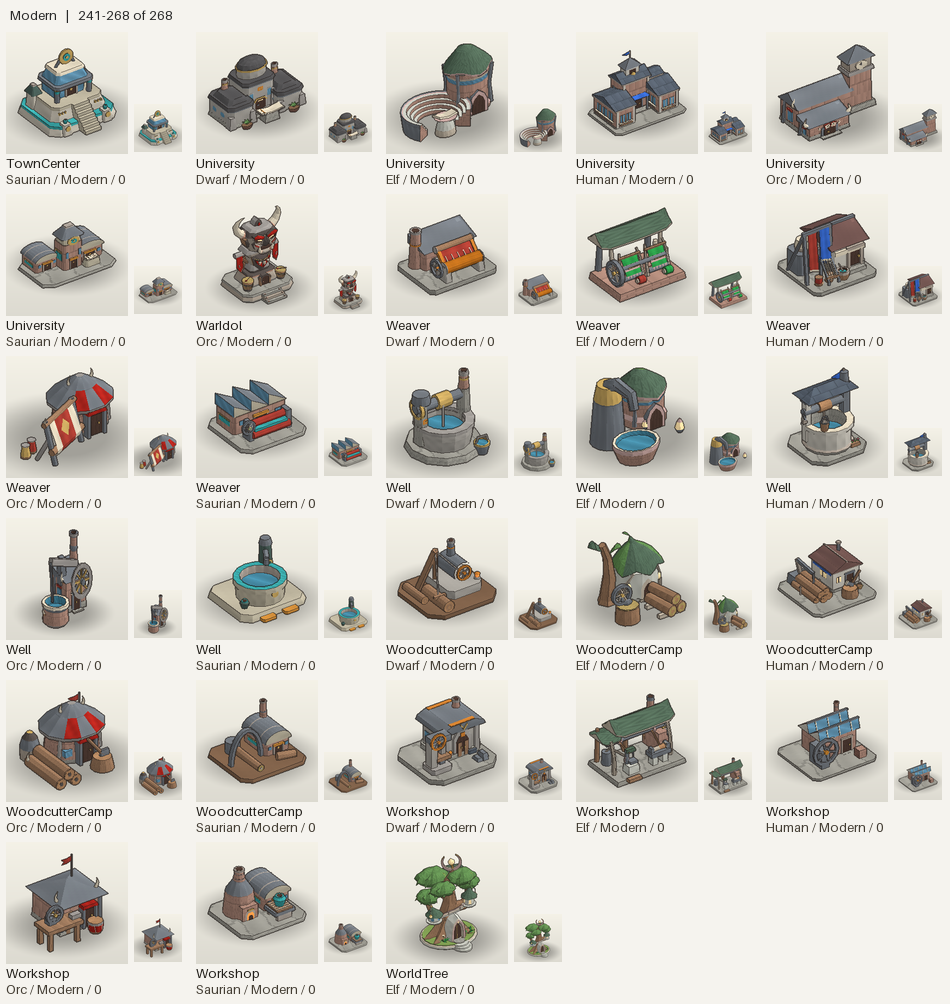 Modern | 241-268 of 268
TownCenter
Saurian / Modern / 0
University
Dwarf / Modern / 0
University
Elf / Modern / 0
University
Human / Modern / 0
University
Orc / Modern / 0
University
Saurian / Modern / 0
WarIdol
Orc / Modern / 0
Weaver
Dwarf / Modern / 0
Weaver
Elf / Modern / 0
Weaver
Human / Modern / 0
Weaver
Orc / Modern / 0
Weaver
Saurian / Modern / 0
Well
Dwarf / Modern / 0
Well
Elf / Modern / 0
Well
Human / Modern / 0
Well
Orc / Modern / 0
Well
Saurian / Modern / 0
WoodcutterCamp
Dwarf / Modern / 0
WoodcutterCamp
Elf / Modern / 0
WoodcutterCamp
Human / Modern / 0
WoodcutterCamp
Orc / Modern / 0
WoodcutterCamp
Saurian / Modern / 0
Workshop
Dwarf / Modern / 0
Workshop
Elf / Modern / 0
Workshop
Human / Modern / 0
Workshop
Orc / Modern / 0
Workshop
Saurian / Modern / 0
WorldTree
Elf / Modern / 0